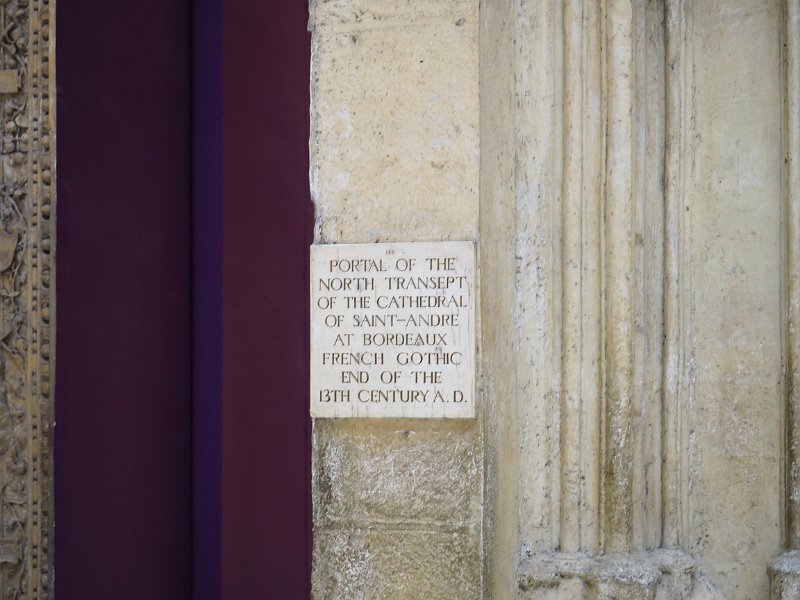 PORTAL OF THE
NORTH TRANSEPT
OF THE CATHEDRAL
OF SAINT-ANDRE
AT BORDEAUX
FRENCH GOTHIC
END OF THE
13TH CENTURY A.D.